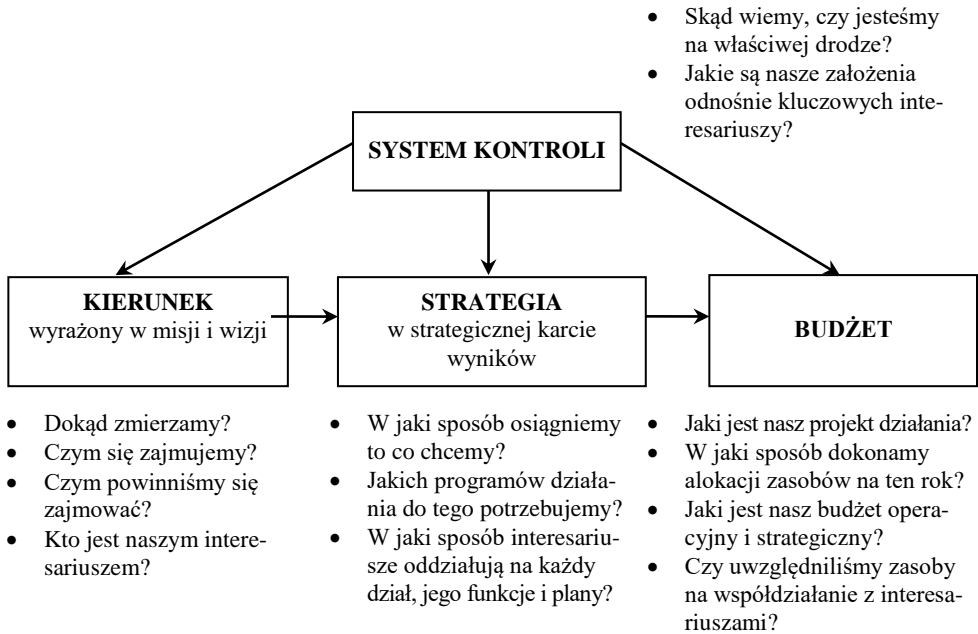 • Skąd wiemy, czy jesteśmy
na właściwej drodze?
• Jakie są nasze założenia
odnośnie kluczowych inte-
resariuszy?
SYSTEM KONTROLI
KIERUNEK
wyrażony w misji i wizji
STRATEGIA
w strategicznej karcie
wyników
BUDŻET
• Dokąd zmierzamy?
• Czym się zajmujemy?
• Czym powinniśmy się
zajmować?
• Kto jest naszym intere-
sariuszem?
• W jaki sposób osiągniemy
to co chcemy?
• Jakich programów działa-
nia do tego potrzebujemy?
• W jaki sposób interesariu-
sze oddziałują na każdy
dział, jego funkcje i plany?
• Jaki jest nasz projekt działania?
• W jaki sposób dokonamy
alokacji zasobów na ten rok?
• Jaki jest nasz budżet opera-
cyjny i strategiczny?
• Czy uwzględniliśmy zasoby
na współdziałanie z interesa-
riuszami?